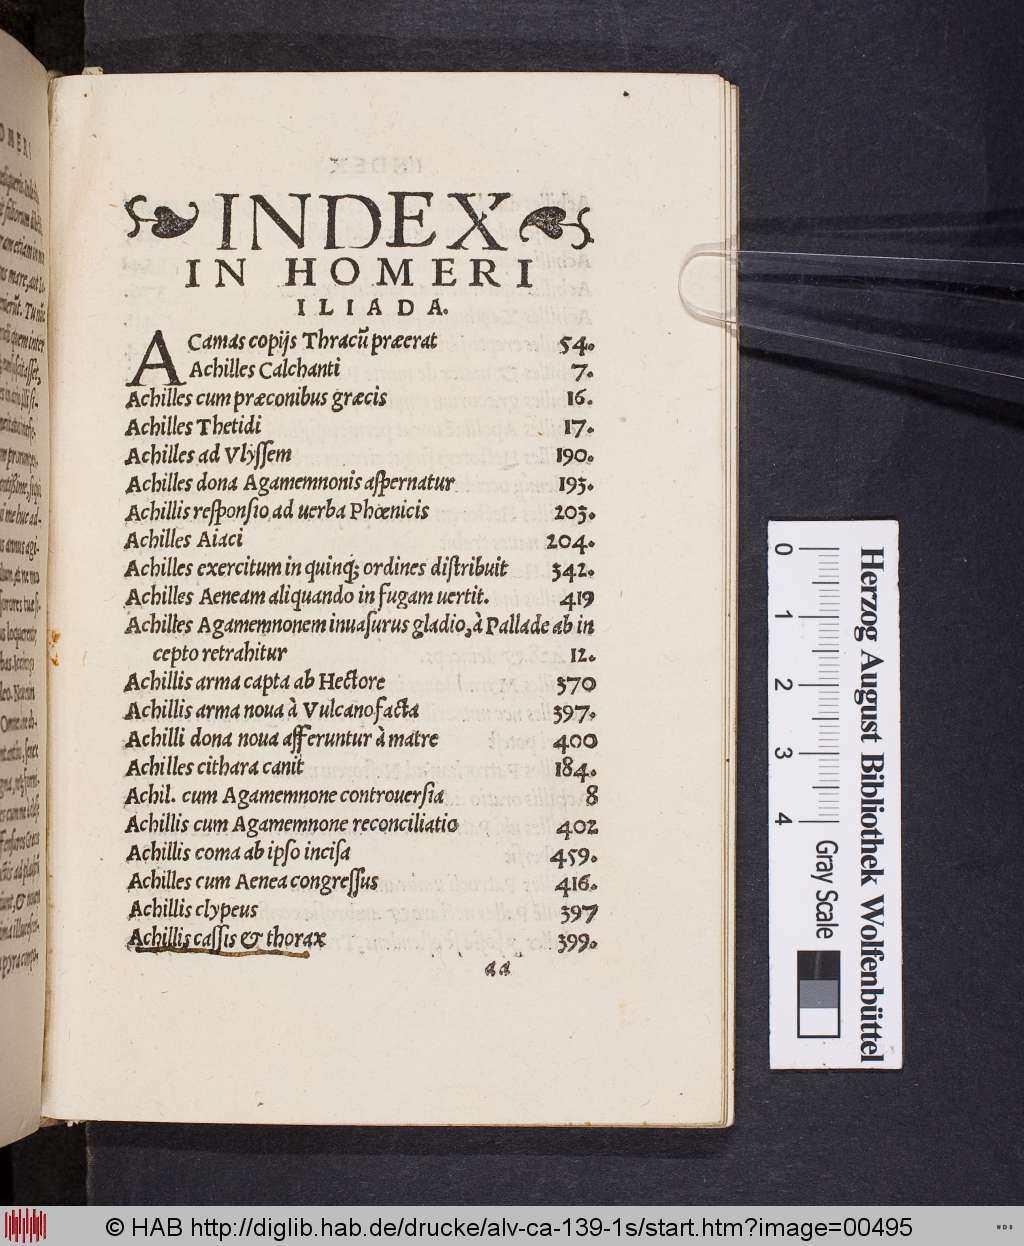 ❧ INDEX ❧
IN HOMERI
ILIADA.
ACamas copijs Thracū præerat 54.
Achilles Calchanti 7.
Achilles cum præconibus græcis 16.
Achilles Thetidi 17.
Achilles ad Vlyſſem 190.
Achilles dona Agamemnonis aſpernatur 193.
Achillis reſponſio ad uerba Phœnicis 203.
Achilles Aiaci 204.
Achilles exercitum in quinq; ordines diſtribuit 342.
Achilles Aeneam aliquando in fugam uertit. 419
Achilles Agamemnonem inuaſurus gladio, à Pallade ab in
cepto retrahitur 12.
Achillis arma capta ab Hectore 370
Achillis arma noua à Vulcano facta 397.
Achilli dona noua afferuntur à matre 400
Achilles cithara canit 184.
Achil. cum Agamemnone controuerſia 8
Achillis cum Agamemnone reconciliatio 402
Achillis coma ab ipſo inciſa 459.
Achilles cum Aenea congreſſus 416.
Achillis clypeus 397
Achillis caſſis & thorax 399.
aa
0 1 2 3 4
Gray Scale
Herzog August Bibliothek Wolfenbüttel
© HAB http://diglib.hab.de/drucke/alv-ca-139-1s/start.htm?image=00495
WDB